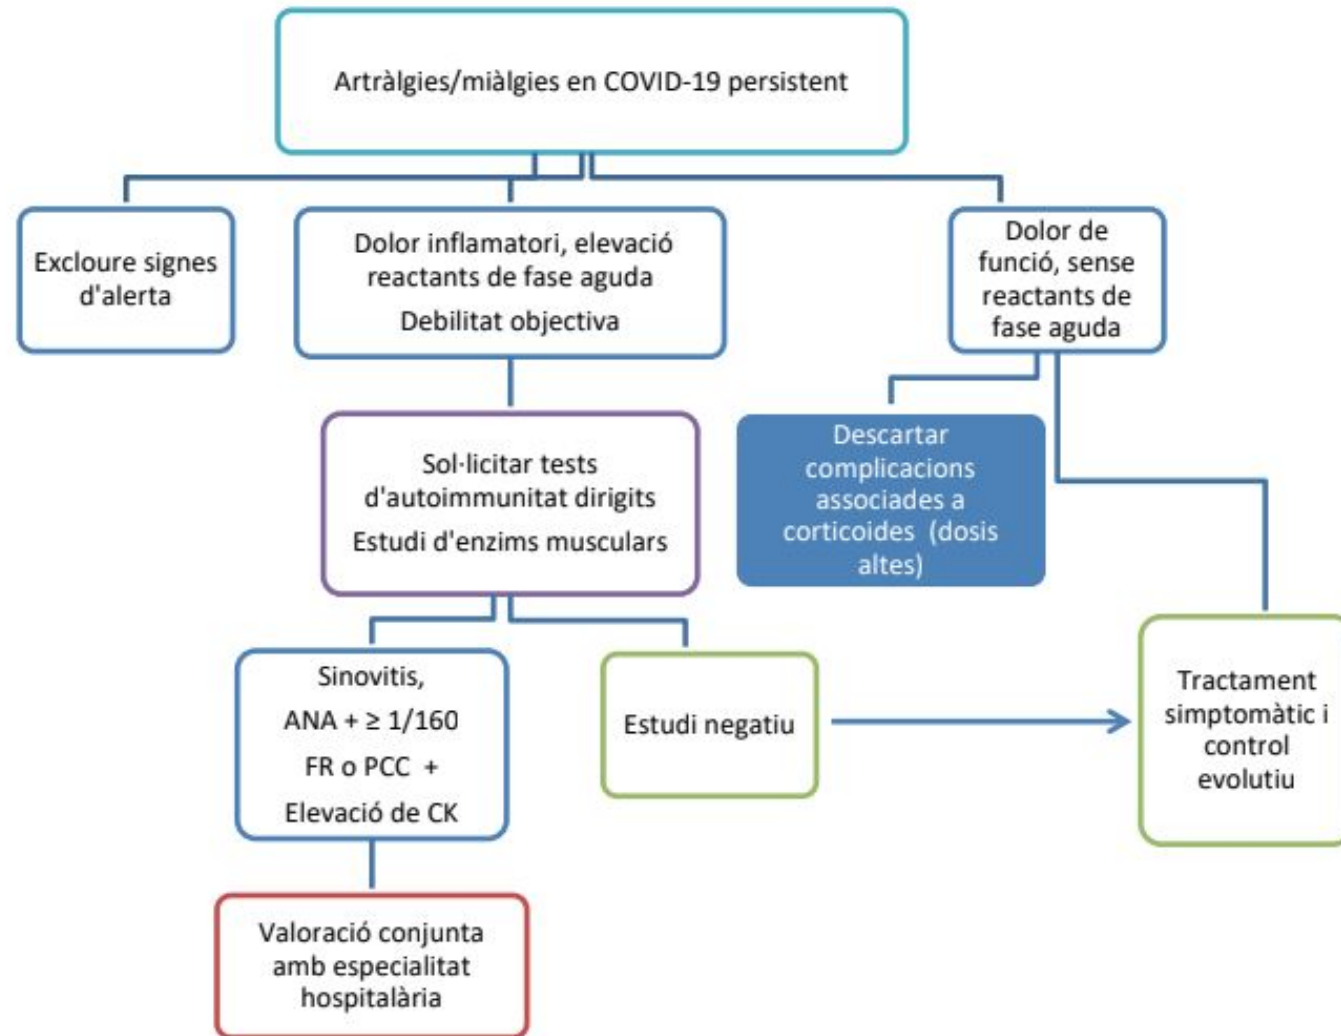 Artràlgies/miàlgies en COVID-19 persistent
Excloure signes
d'alerta
Dolor inflamatori, elevació
reactants de fase aguda
Debilitat objectiva
Dolor de
funció, sense
reactants de
fase aguda
Sol·licitar tests
d'autoimmunitat dirigits
Estudi d'enzims musculars
Descartar
complicacions
associades a
corticoides (dosis
altes)
Sinovitis,
ANA + ≥ 1/160
FR o PCC +
Elevació de CK
Estudi negatiu
Tractament
simptomàtic i
control
evolutiu
Valoració conjunta
amb especialitat
hospitalària